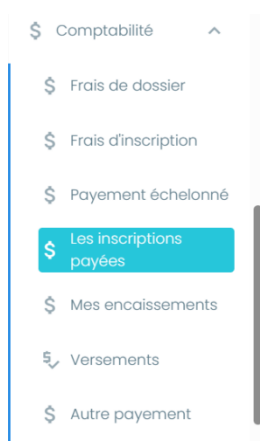 $ Comptabilité
$ Frais de dossier
$ Frais d'inscription
$ Payement échelonné
$ Les inscriptions
payées
$ Mes encaissements
Versements
$ Autre payement